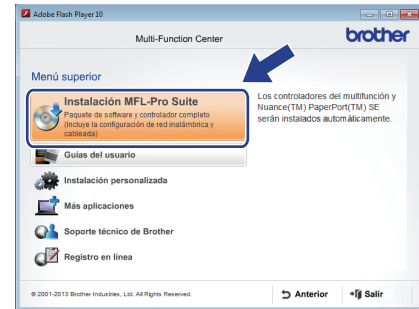 Adobe Flash Player 10
Multi-Function Center
brother
Menú superior
Instalación MFL-Pro Suite
Paquete de software y controlador completo
(Incluye la configuración de red inalámbrica y
cableada)
Los controladores del multifunción y
Nuance(TM) PaperPort(TM) SE
serán instalados automáticamente.
Guías del usuario
Instalación personalizada
Más aplicaciones
Soporte técnico de Brother
Registro en línea
© 2001-2013 Brother Industries, Ltd. All Rights Reserved.
Anterior
Salir